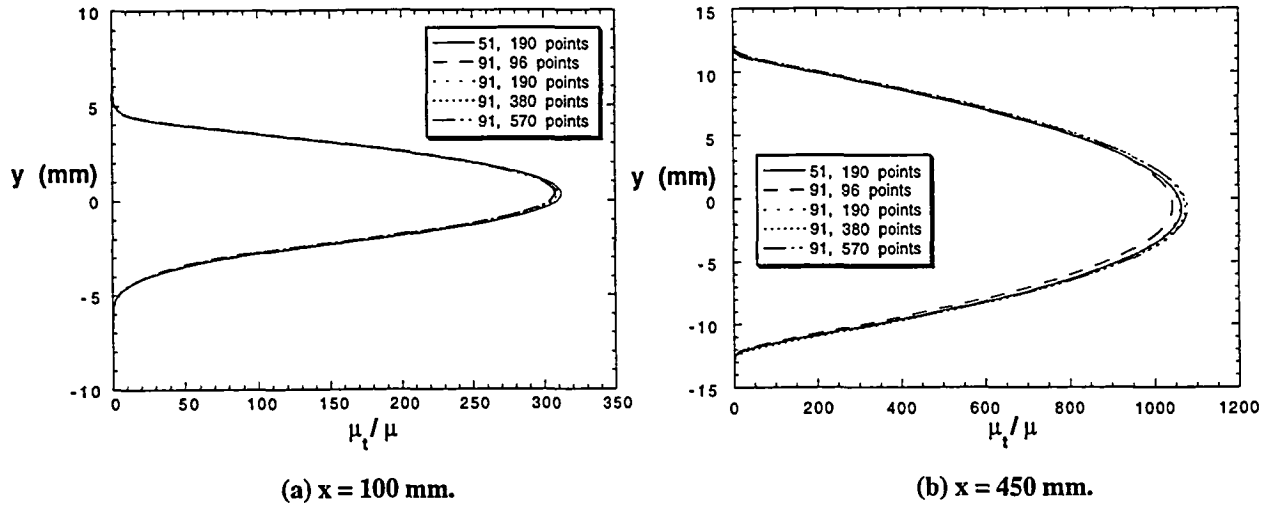 10
5
0
-5
-10
y (mm)
51, 190 points
91, 96 points
91, 190 points
91, 380 points
91, 570 points
0 50 100 150 200 250 300 350
μt/μ
(a) x = 100 mm.
15
10
5
0
-5
-10
-15
y (mm)
51, 190 points
91, 96 points
91, 190 points
91, 380 points
91, 570 points
0 200 400 600 800 1000 1200
μt/μ
(b) x = 450 mm.